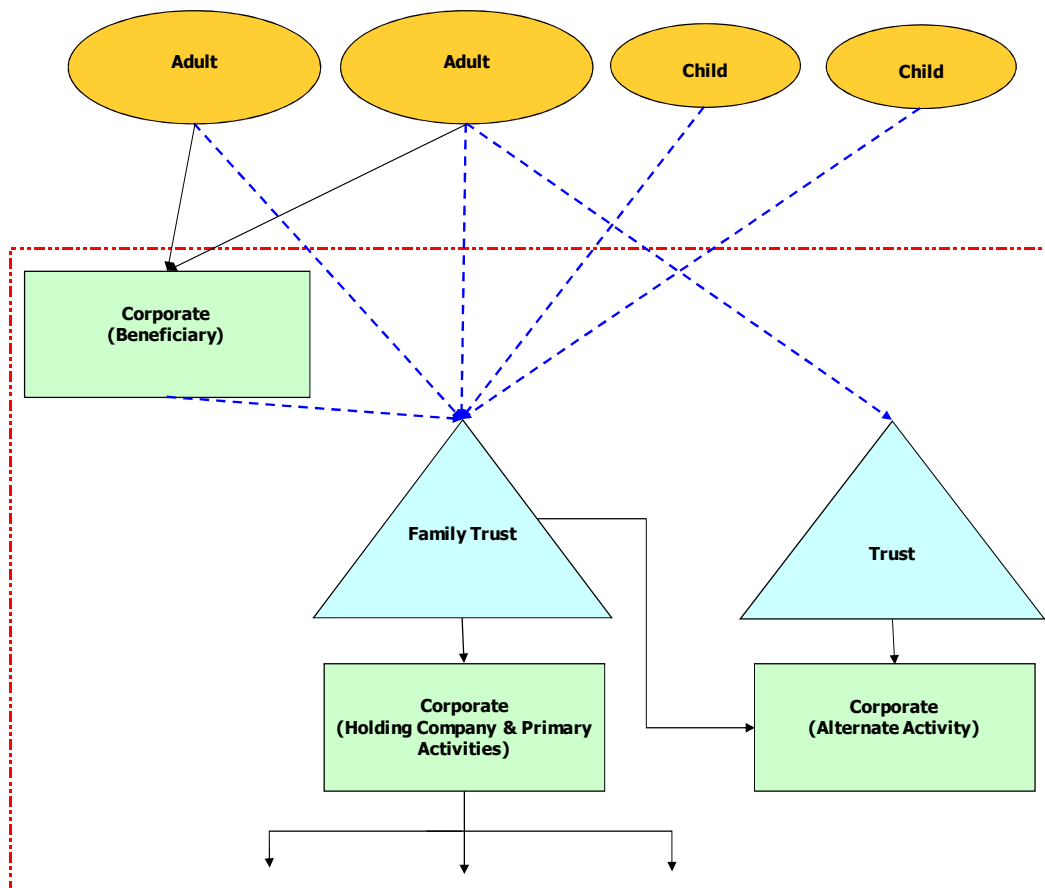 Adult
Adult
Child
Child
Corporate
(Beneficiary)
Family Trust
Trust
Corporate
(Holding Company & Primary
Activities)
Corporate
(Alternate Activity)